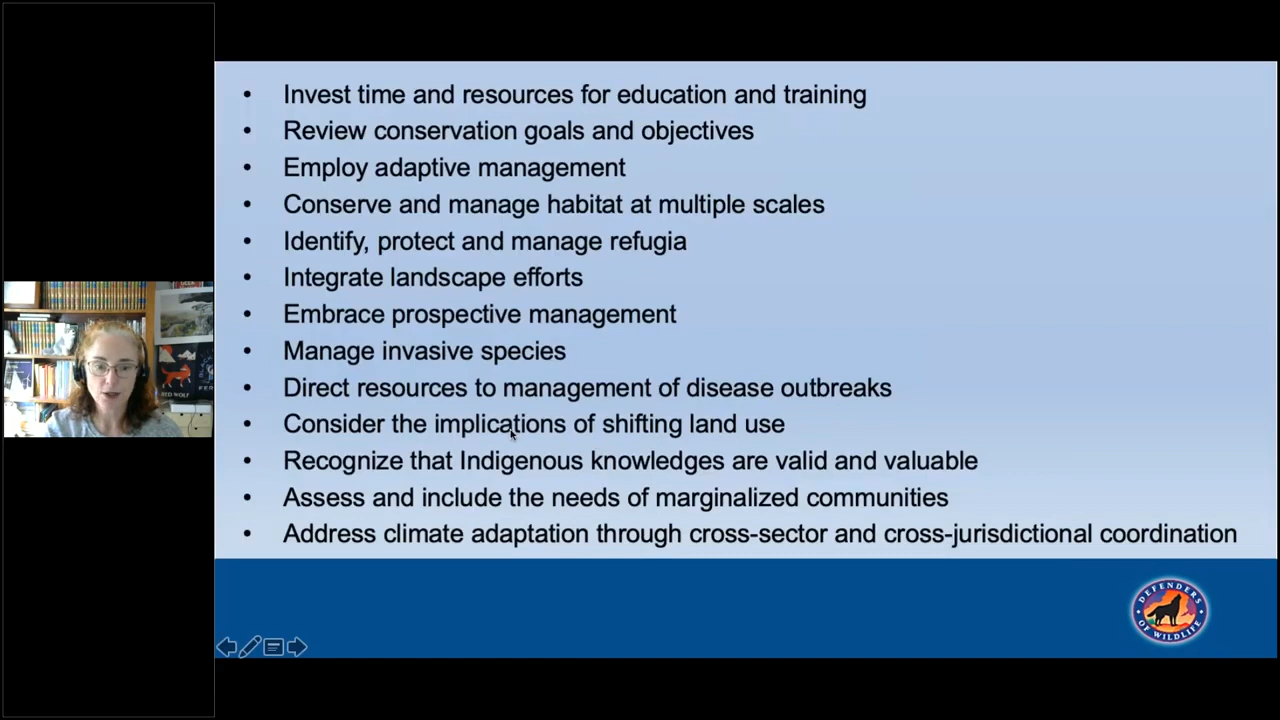 • Invest time and resources for education and training
• Review conservation goals and objectives
• Employ adaptive management
• Conserve and manage habitat at multiple scales
• Identify, protect and manage refugia
• Integrate landscape efforts
• Embrace prospective management
• Manage invasive species
• Direct resources to management of disease outbreaks
• Consider the implications of shifting land use
• Recognize that Indigenous knowledges are valid and valuable
• Assess and include the needs of marginalized communities
• Address climate adaptation through cross-sector and cross-jurisdictional coordination
RED WOLF
DEFENDERS
OF WILDLIFE